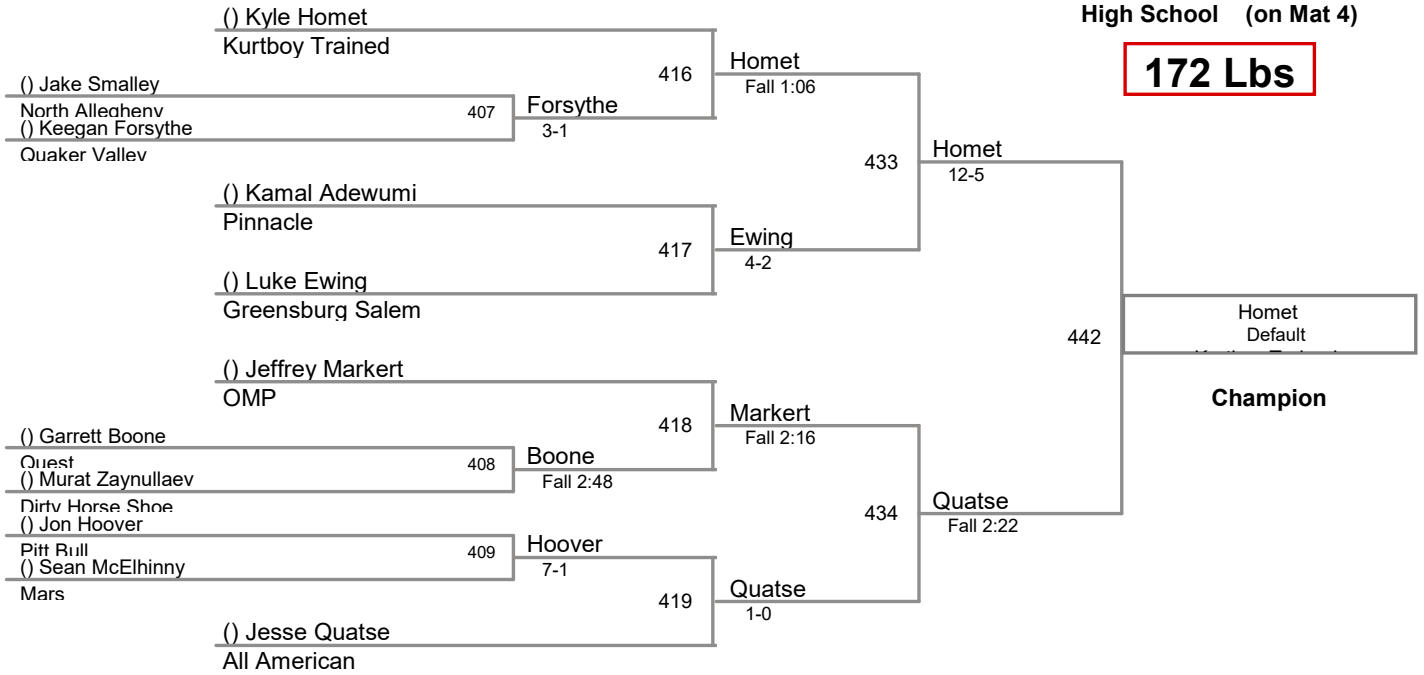 () Kyle Homet
Kurtboy Trained
High School (on Mat 4)
172 Lbs
416
Homet
Fall 1:06
() Jake Smalley
North Allegheny
407
Forsythe
3-1
() Keegan Forsythe
Quaker Valley
433
Homet
12-5
() Kamal Adewumi
Pinnacle
417
Ewing
4-2
() Luke Ewing
Greensburg Salem
442
Homet
Default
Champion
() Jeffrey Markert
OMP
418
Markert
Fall 2:16
() Garrett Boone
Quest
408
Boone
Fall 2:48
() Murat Zaynullaev
Dirty Horse Shoe
434
Quatse
Fall 2:22
() Jon Hoover
Pitt Bull
409
Hoover
7-1
() Sean McElhinny
Mars
419
Quatse
1-0
() Jesse Quatse
All American